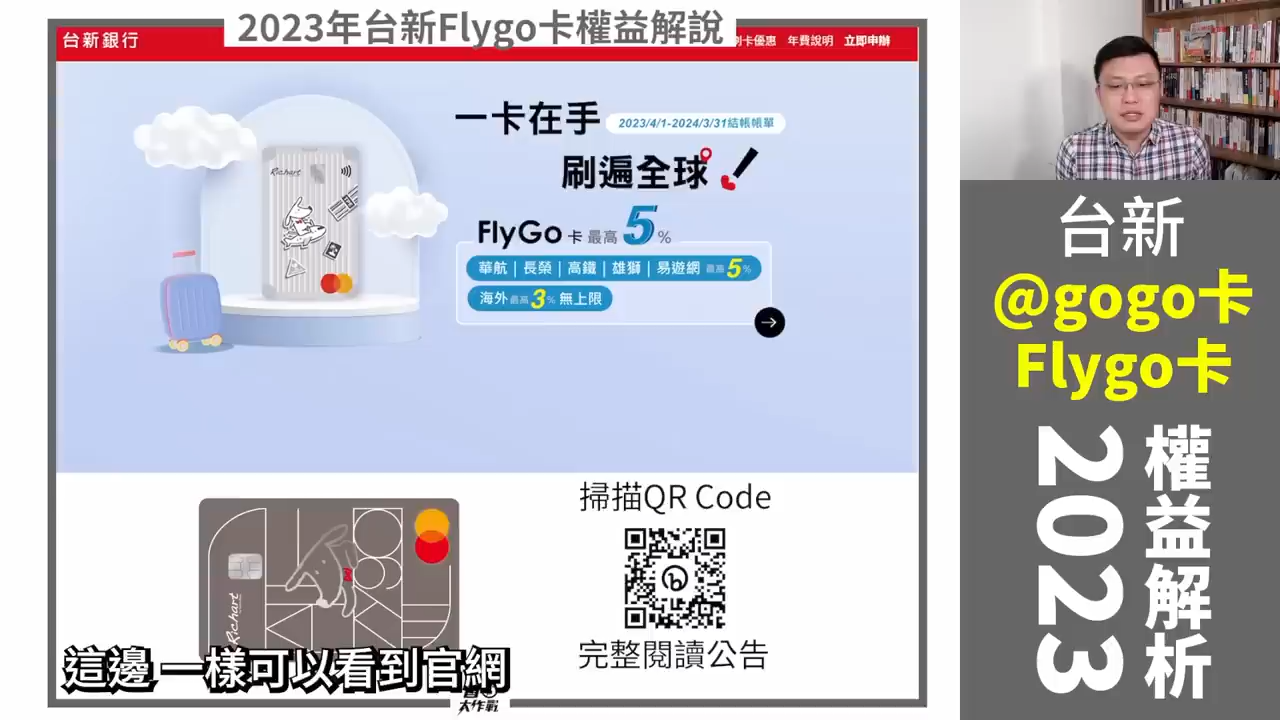 2023年台新Flygo卡權益解說
台新銀行
刷卡優惠 年費說明 立即申辦
一卡在手 2023/4/1-2024/3/31結帳帳單
刷遍全球
FlyGo 卡 最高 5 %
華航 | 長榮 | 高鐵 | 雄獅 | 易遊網 最高 5 %
海外 最高 3 % 無上限
Richart
Richart
掃描QR Code
完整閱讀公告
這邊 一樣可以看到官網
大作戰
台新
@gogo卡
Flygo卡
2023
權益解析